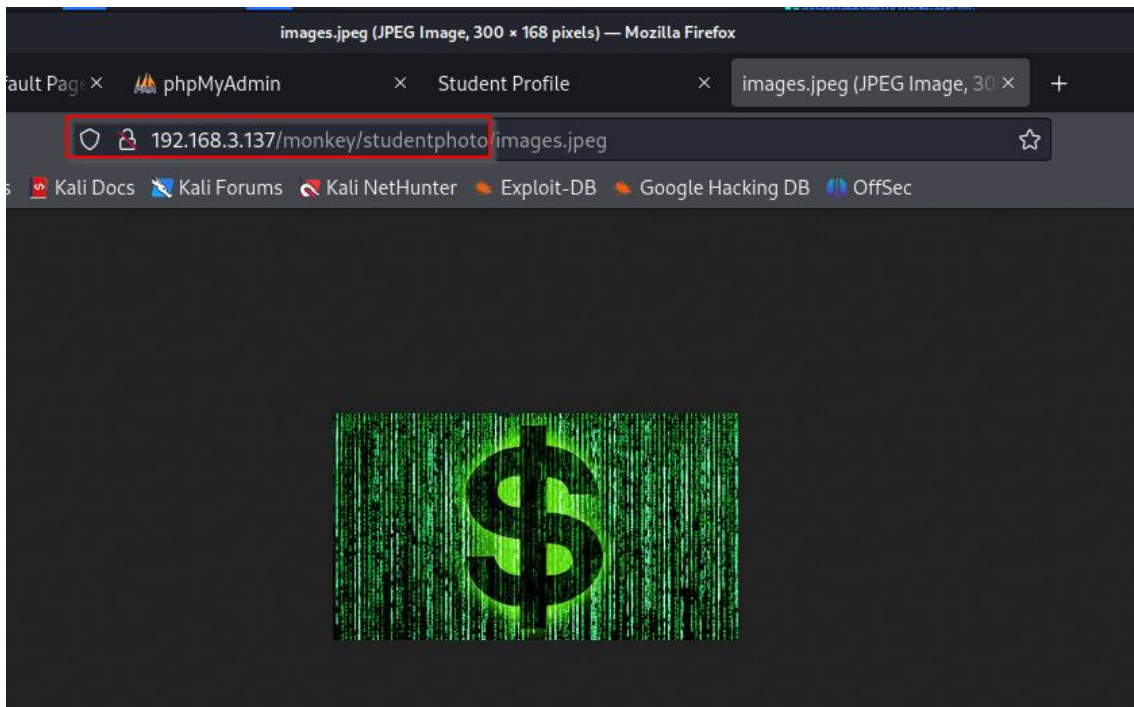 images.jpeg (JPEG Image, 300 × 168 pixels) — Mozilla Firefox
fault Pag × phpMyAdmin × Student Profile × images.jpeg (JPEG Image, 30 × +
192.168.3.137/monkey/studentphoto/images.jpeg
s Kali Docs Kali Forums Kali NetHunter Exploit-DB Google Hacking DB OffSec
$